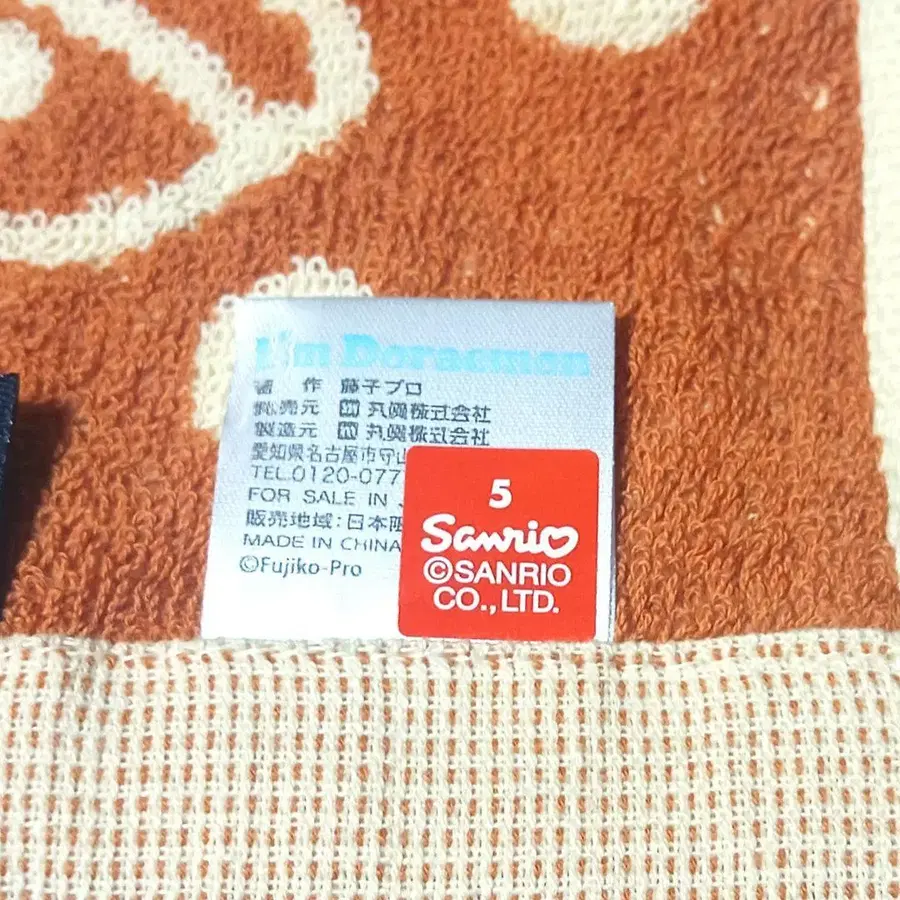 I'm Doraemon
著 作 藤子プロ
販売元 丸眞株式会社
製造元 丸眞株式会社
愛知県名古屋市守山
TEL.0120-077
FOR SALE IN
販売地域:日本限
MADE IN CHINA
©Fujiko-Pro
5
Sanrio
©SANRIO
CO.,LTD.